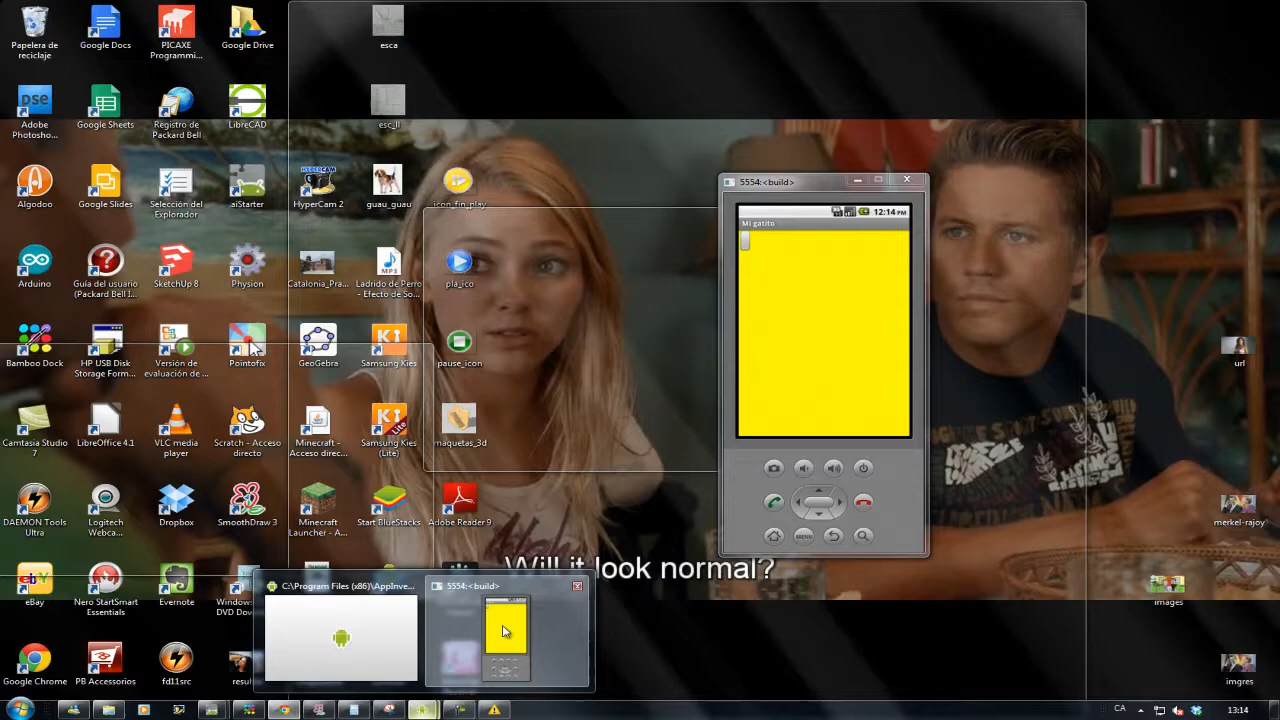 Papelera de
reciclaje
Google Docs
PICAXE
Programmi...
Google Drive
esca
Adobe
Photosho...
Google Sheets
Registro de
Packard Bell
LibreCAD
esc_II
Algodoo
Google Slides
Selección del
Explorador
aiStarter
HyperCam 2
guau_guau
icon_fin_play
Arduino
Guía del usuario
(Packard Bell I...
SketchUp 8
Physion
Catalonia_Pra...
Ladrido de Perro
- Efecto de So...
pla_ico
Bamboo Dock
HP USB Disk
Storage Form...
Versión de
evaluación de ...
Pointofix
GeoGebra
Samsung Kies
pause_icon
Camtasia Studio
7
LibreOffice 4.1
VLC media
player
Scratch - Acceso
directo
Minecraft -
Acceso direc...
Samsung Kies
(Lite)
maquetas_3d
DAEMON Tools
Ultra
Logitech
Webca...
Dropbox
SmoothDraw 3
Minecraft
Launcher - A...
Start BlueStacks
Adobe Reader 9
eBay
Nero StartSmart
Essentials
Evernote
Google Chrome
PB Accessorios
fd11src
5554:<build>
12:14 PM
Mi gatito
MENU
Will it look normal?
C:\Program Files (x86)\AppInve...
5554:<build>
url
merkel-rajoy
images
imgres
CA
13:14